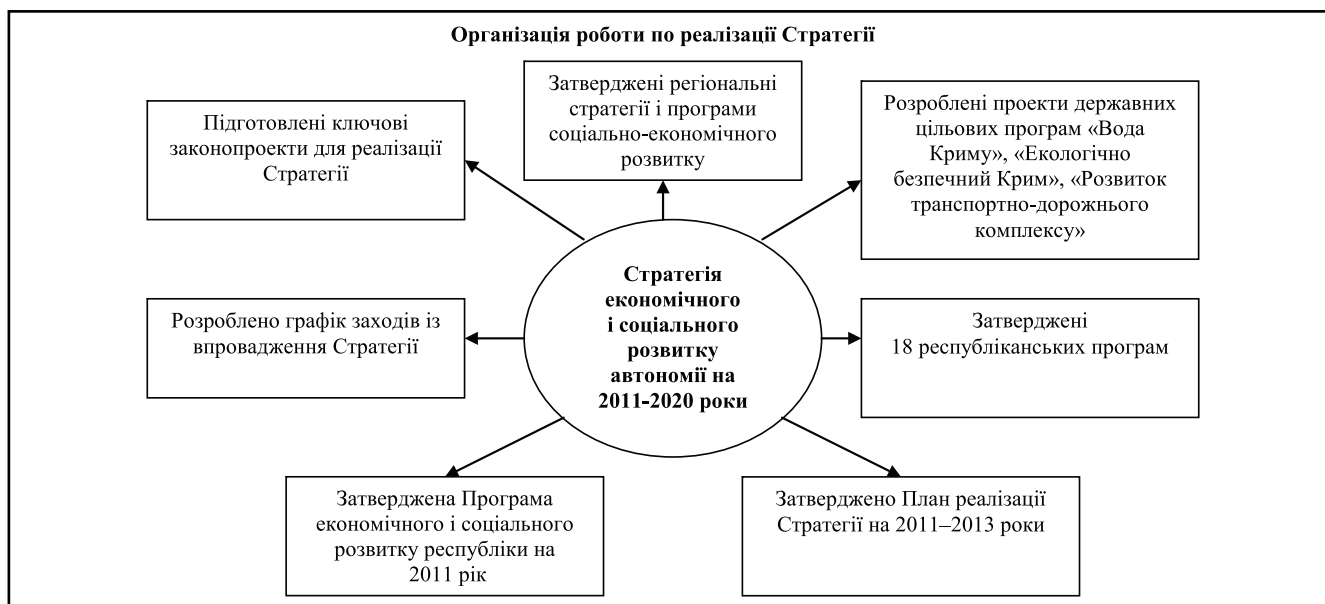 Організація роботи по реалізації Стратегії
Затверджені регіональні
стратегії і програми
соціально-економічного
розвитку
Підготовлені ключові
законопроекти для реалізації
Стратегії
Розроблені проекти державних
цільових програм «Вода
Криму», «Екологічно
безпечний Крим», «Розвиток
транспортно-дорожнього
комплексу»
Стратегія
економічного
і соціального
розвитку
автономії на
2011-2020 роки
Розроблено графік заходів із
впровадження Стратегії
Затверджені
18 республіканських програм
Затверджена Програма
економічного і соціального
розвитку республіки на
2011 рік
Затверджено План реалізації
Стратегії на 2011–2013 роки